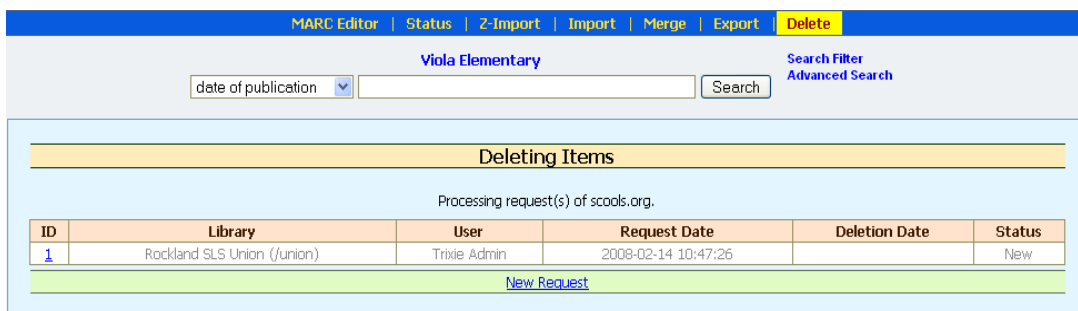 MARC Editor | Status | Z-Import | Import | Merge | Export | Delete
Viola Elementary
Search Filter
Advanced Search
date of publication Search
Deleting Items
Processing request(s) of scools.org.
ID Library User Request Date Deletion Date Status
1 Rockland SLS Union (/union) Trixie Admin 2008-02-14 10:47:26 New
New Request